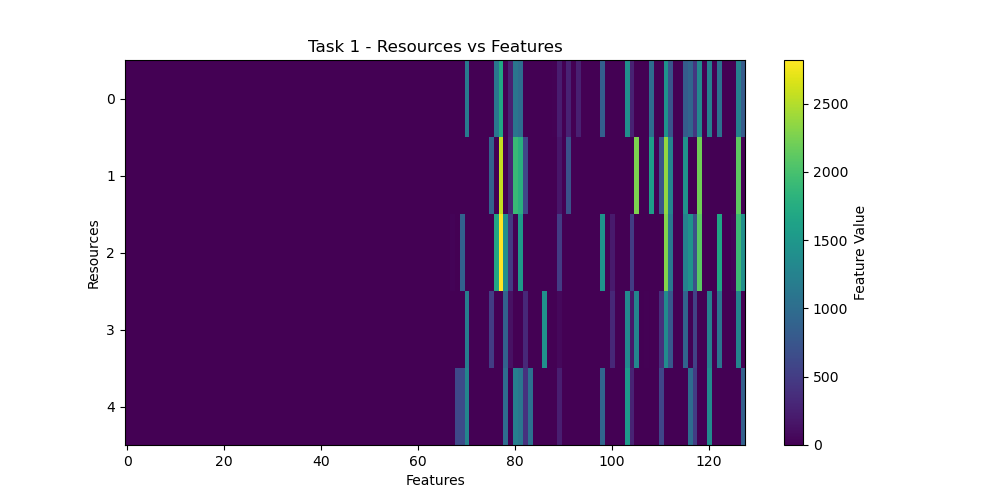 Task 1 - Resources vs Features
Resources
0
1
2
3
4
0 20 40 60 80 100 120
Features
2500
2000
1500
1000
500
0
Feature Value